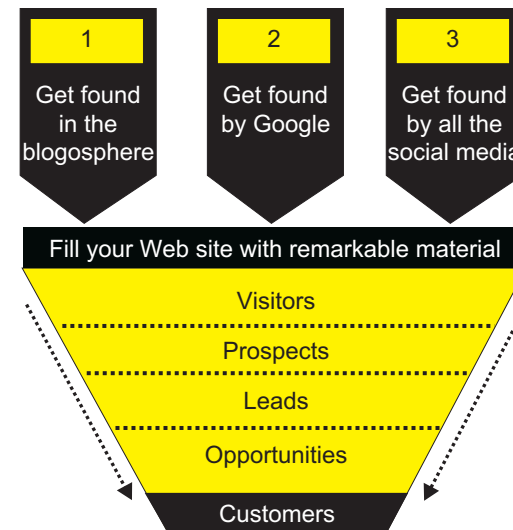 1
Get found
in the
blogosphere
2
Get found
by Google
3
Get found
by all the
social media
Fill your Web site with remarkable material
Visitors
Prospects
Leads
Opportunities
Customers